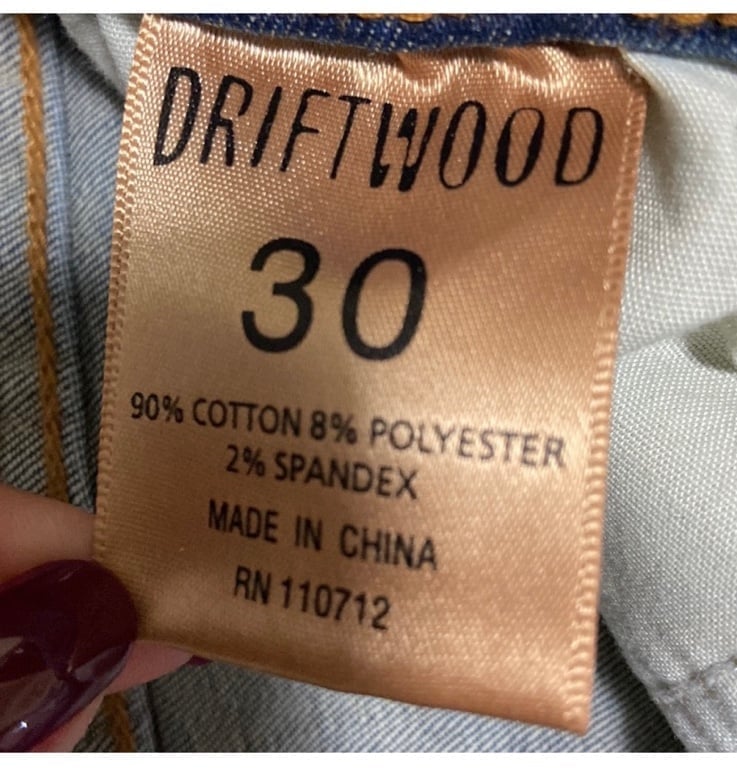 DRIFTWOOD
30
90% COTTON 8% POLYESTER
2% SPANDEX
MADE IN CHINA
RN 110712